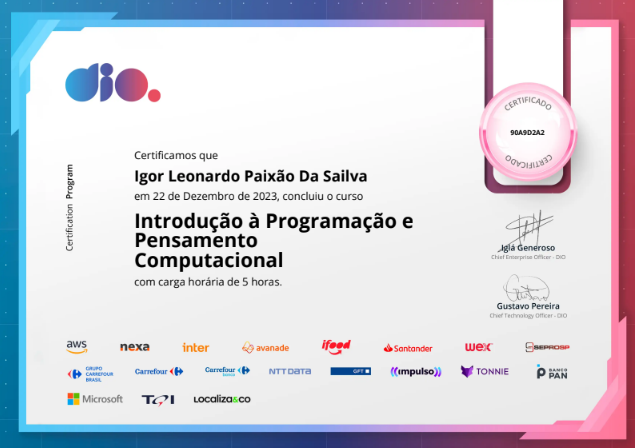 dio.
CERTIFICADO
90A9D2A2
CERTIFICADO
Certificamos que
Igor Leonardo Paixão Da Sailva
em 22 de Dezembro de 2023, concluiu o curso
Introdução à Programação e
Pensamento
Computacional
com carga horária de 5 horas.
Certification Program
Iglá Generoso
Chief Enterprise Officer - DIO
Gustavo Pereira
Chief Technology Officer - DIO
aws nexa inter avanade ifood Santander wex SEPROSP
GRUPO
CARREFOUR
BRASIL
Carrefour Carrefour NTT DATA GFT impulso TONNIE BANCO
PAN
Microsoft TQI localiza&co